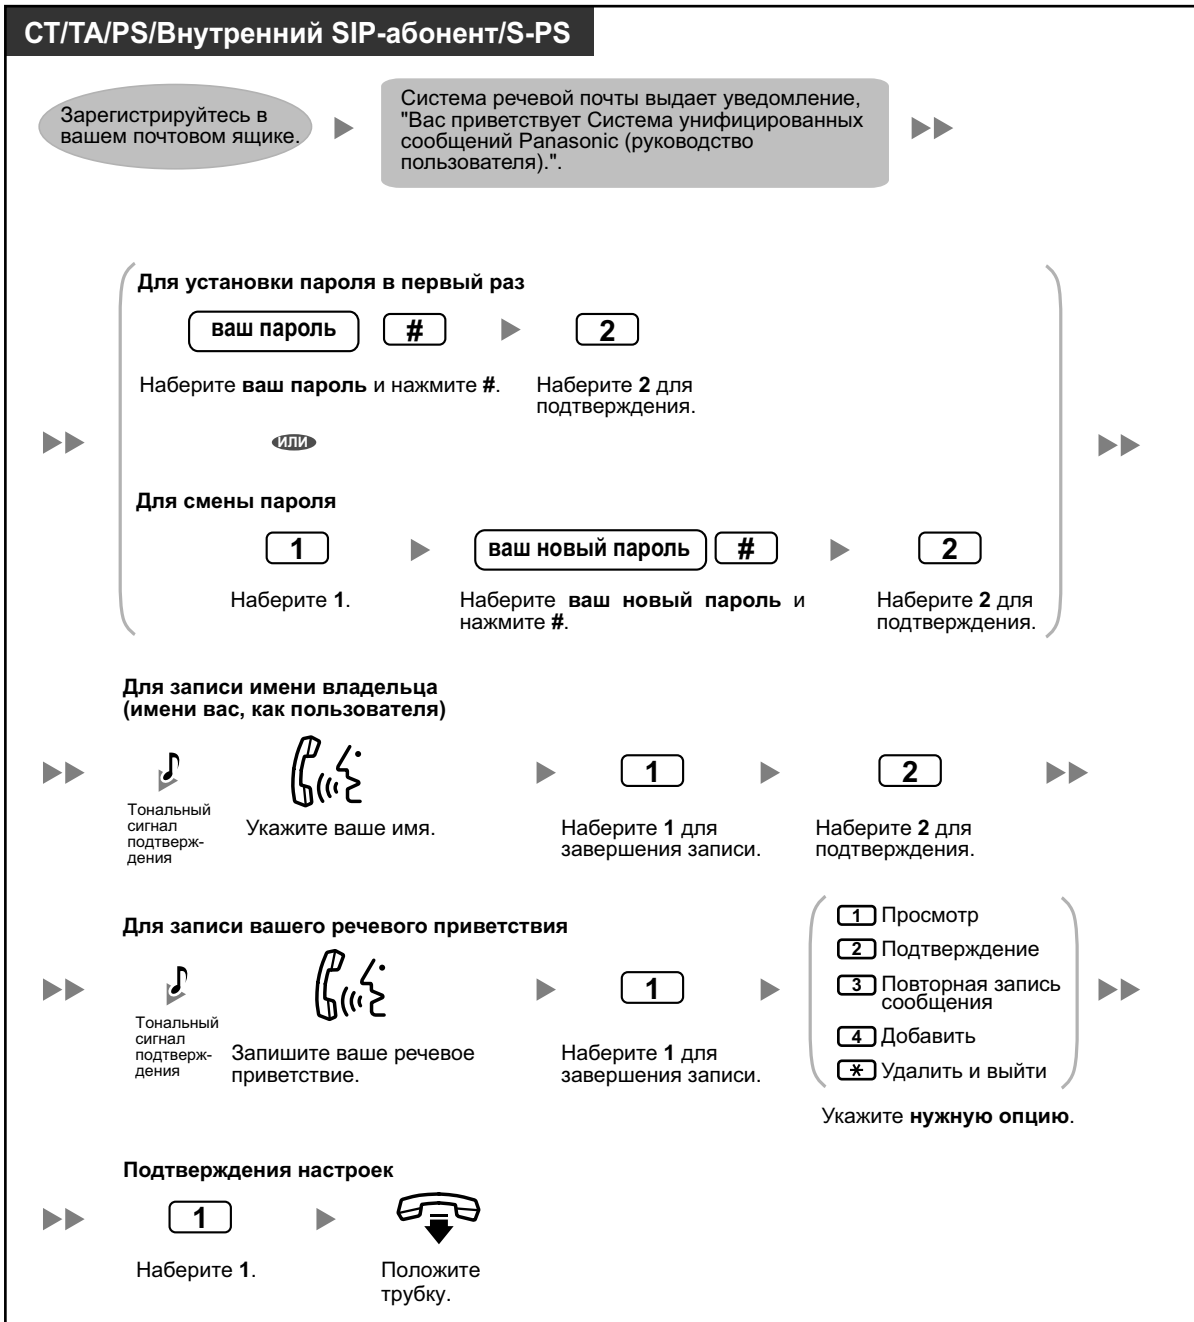 СТ/ТА/PS/Внутренний SIP-абонент/S-PS
Зарегистрируйтесь в
вашем почтовом ящике.
Система речевой почты выдает уведомление,
"Вас приветствует Система унифицированных
сообщений Panasonic (руководство
пользователя).".
Для установки пароля в первый раз
ваш пароль # 2
Наберите ваш пароль и нажмите #.
Наберите 2 для
подтверждения.
ИЛИ
Для смены пароля
1 ваш новый пароль # 2
Наберите 1.
Наберите ваш новый пароль и
нажмите #.
Наберите 2 для
подтверждения.
Для записи имени владельца
(имени вас, как пользователя)
1 2
Тональный
сигнал
подтверж-
дения
Укажите ваше имя.
Наберите 1 для
завершения записи.
Наберите 2 для
подтверждения.
Для записи вашего речевого приветствия
1
Тональный
сигнал
подтверж-
дения
Запишите ваше речевое
приветствие.
Наберите 1 для
завершения записи.
1 Просмотр
2 Подтверждение
3 Повторная запись
сообщения
4 Добавить
* Удалить и выйти
Укажите нужную опцию.
Подтверждения настроек
1
Наберите 1.
Положите
трубку.